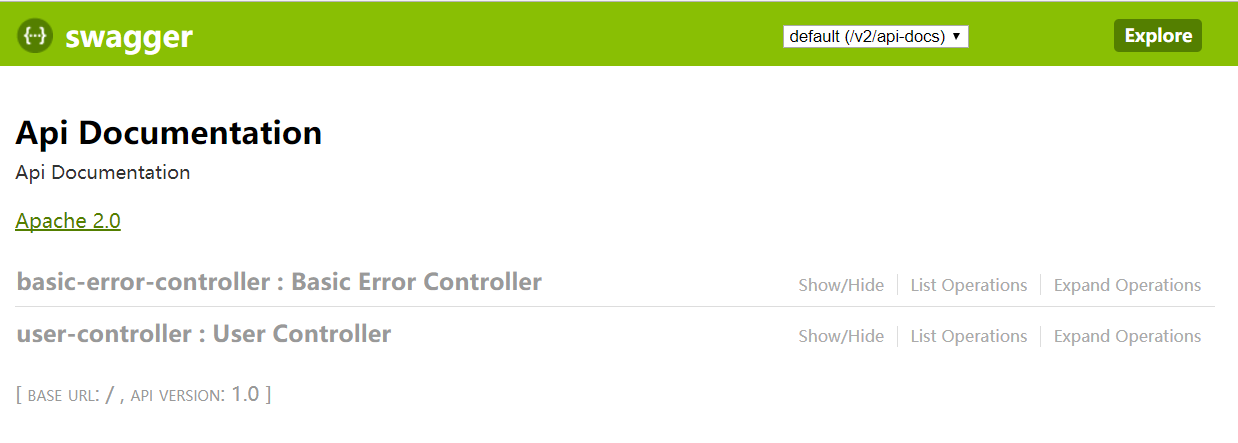 {···} swagger default (/v2/api-docs) ▼ Explore
Api Documentation
Api Documentation
Apache 2.0
basic-error-controller : Basic Error Controller Show/Hide List Operations Expand Operations
user-controller : User Controller Show/Hide List Operations Expand Operations
[ BASE URL: / , API VERSION: 1.0 ]